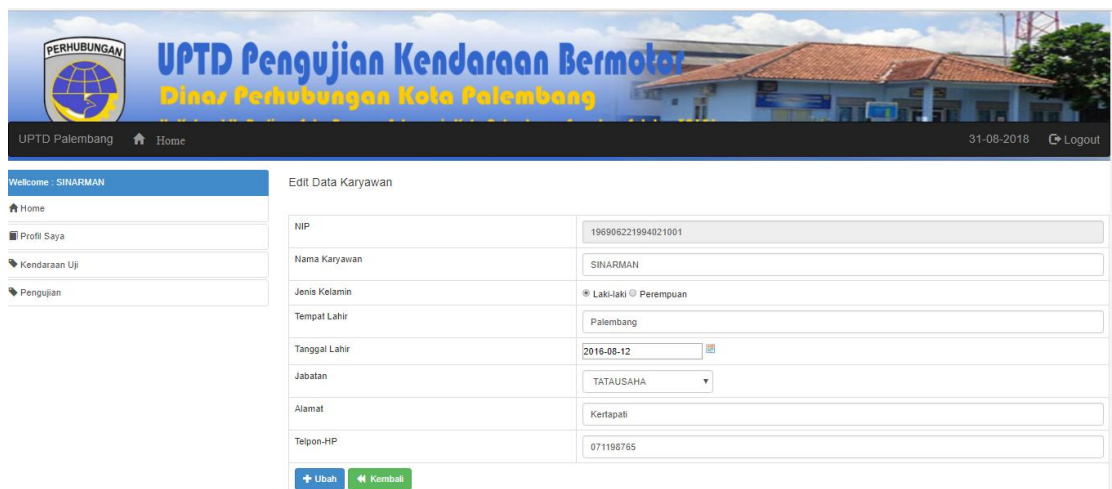 PERHUBUNGAN
UPTD Pengujian Kendaraan Bermotor
Dinas Perhubungan Kota Palembang
UPTD Palembang Home 31-08-2018 Logout
Wellcome : SINARMAN
Home
Profil Saya
Kendaraan Uji
Pengujian
Edit Data Karyawan
NIP 196906221994021001
Nama Karyawan SINARMAN
Jenis Kelamin Laki-laki Perempuan
Tempat Lahir Palembang
Tanggal Lahir 2016-08-12
Jabatan TATAUSAHA
Alamat Kertapati
Telpon-HP 071198765
Ubah Kembali